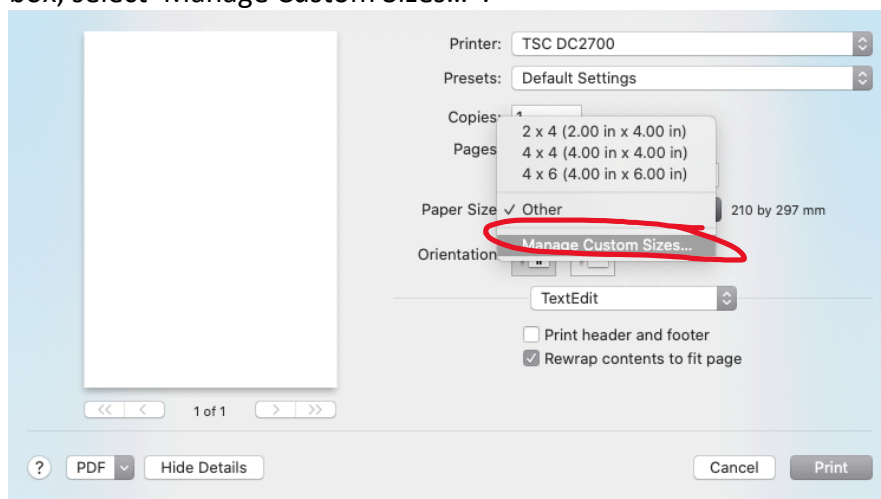 box, select "Manage Custom Sizes...".
Printer: TSC DC2700
Presets: Default Settings
Copies: 1
2 x 4 (2.00 in x 4.00 in)
Pages 4 x 4 (4.00 in x 4.00 in)
4 x 6 (4.00 in x 6.00 in)
Paper Size ✓ Other 210 by 297 mm
Manage Custom Sizes...
Orientation
TextEdit
Print header and footer
Rewrap contents to fit page
<< < 1 of 1 > >>
? PDF Hide Details Cancel Print